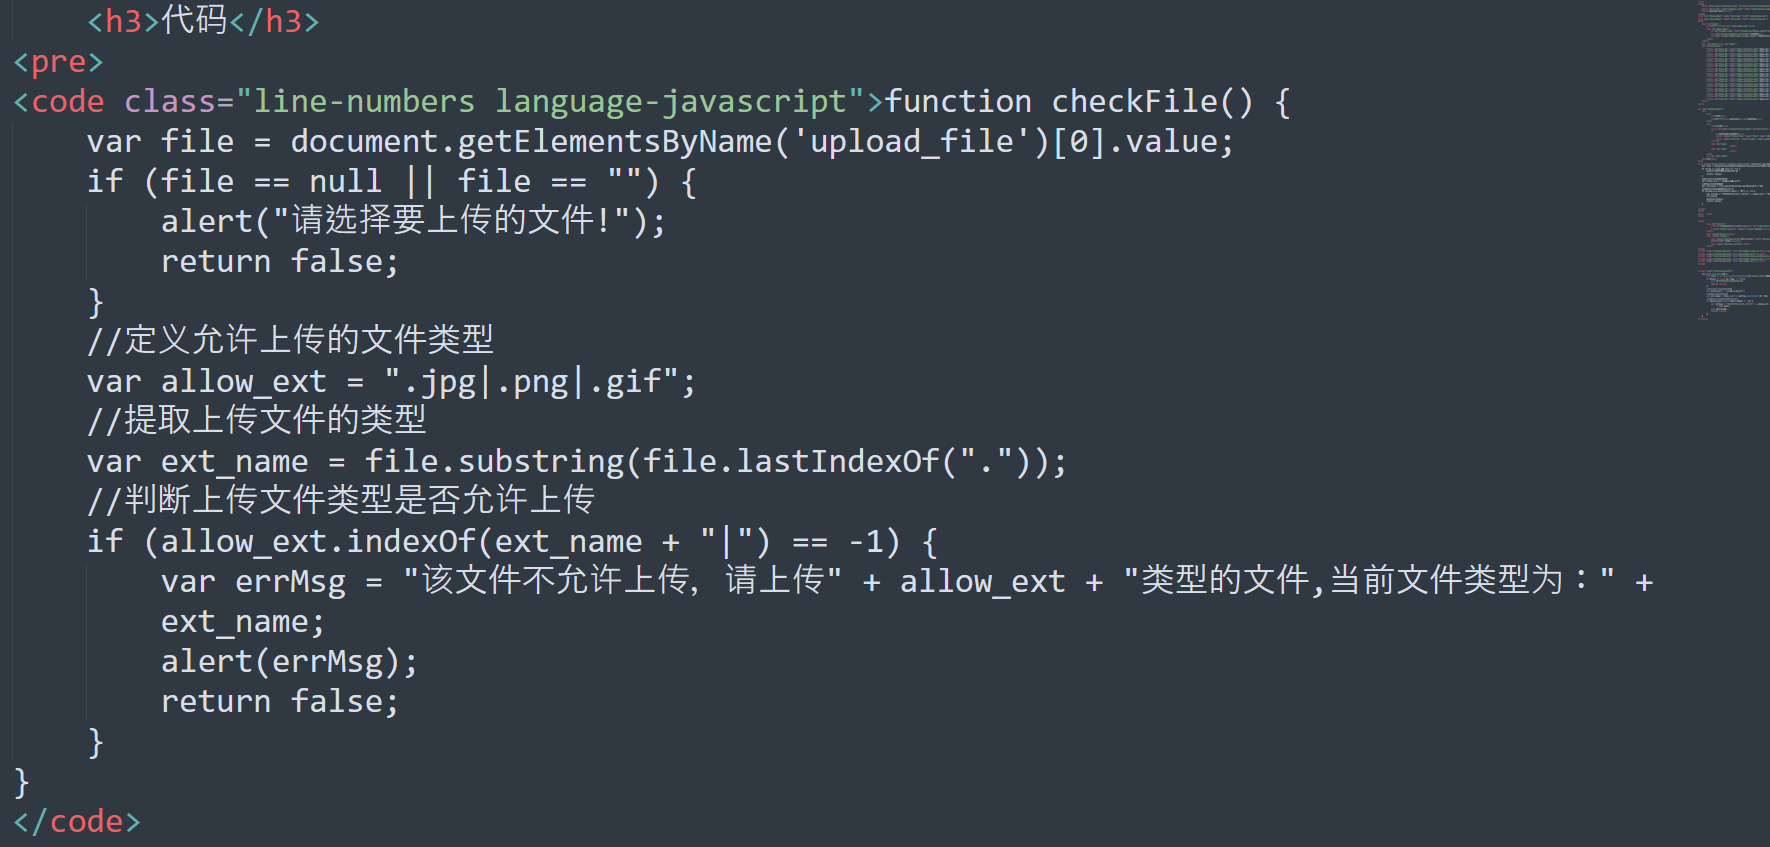 <h3>代码</h3>
<pre>
<code class="line-numbers language-javascript">function checkFile() {
    var file = document.getElementsByName('upload_file')[0].value;
    if (file == null || file == "") {
        alert("请选择要上传的文件!");
        return false;
    }
    //定义允许上传的文件类型
    var allow_ext = ".jpg|.png|.gif";
    //提取上传文件的类型
    var ext_name = file.substring(file.lastIndexOf("."));
    //判断上传文件类型是否允许上传
    if (allow_ext.indexOf(ext_name + "|") == -1) {
        var errMsg = "该文件不允许上传，请上传" + allow_ext + "类型的文件,当前文件类型为：" +
        ext_name;
        alert(errMsg);
        return false;
    }
}
</code>